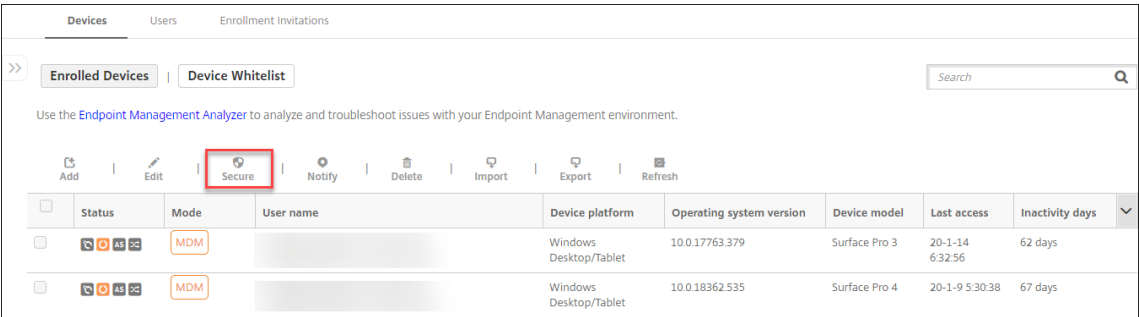 Devices Users Enrollment Invitations
Enrolled Devices | Device Whitelist Search
Use the Endpoint Management Analyzer to analyze and troubleshoot issues with your Endpoint Management environment.
Add | Edit | Secure | Notify | Delete | Import | Export | Refresh
Status Mode User name Device platform Operating system version Device model Last access Inactivity days
AS MDM Windows Desktop/Tablet 10.0.17763.379 Surface Pro 3 20-1-14 6:32:56 62 days
AS MDM Windows Desktop/Tablet 10.0.18362.535 Surface Pro 4 20-1-9 5:30:38 67 days